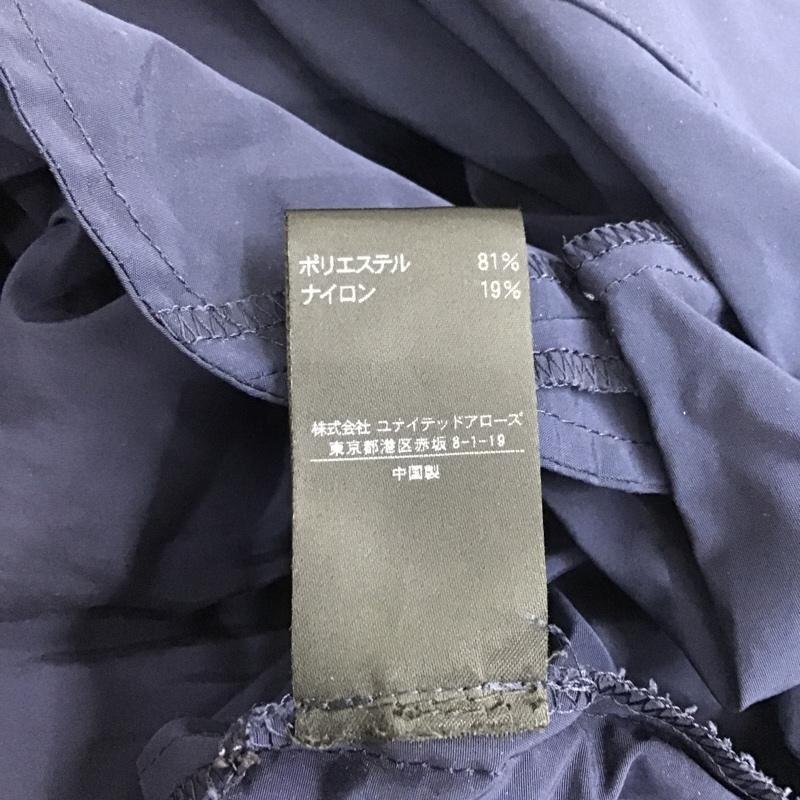 ポリエステル 81%
ナイロン 19%
株式会社 ユナイテッドアローズ
東京都港区赤坂 8-1-19
中国製